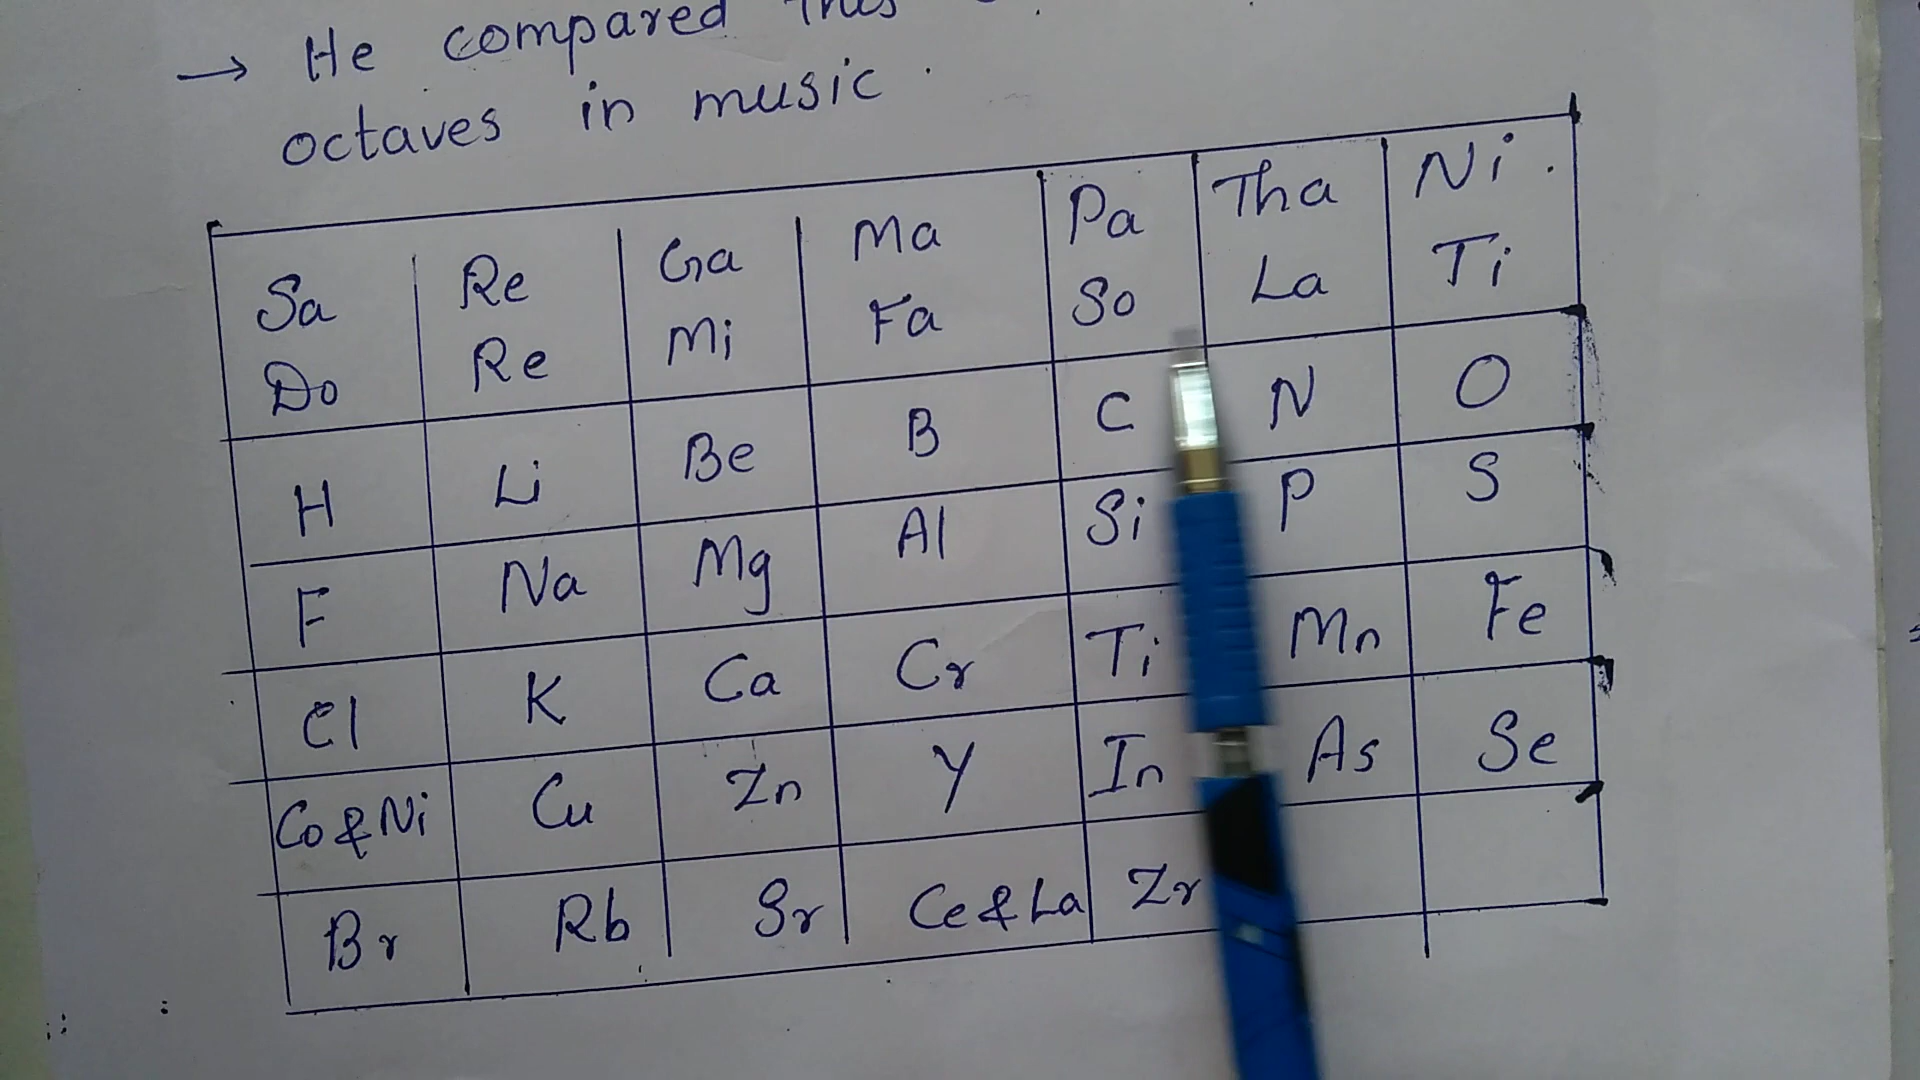 → He compared this
octaves in music.
Sa Re Ga Ma Pa Tha Ni.
Do Re Mi Fa So La Ti
H Li Be B C N O
F Na Mg Al Si P S
Cl K Ca Cr Ti Mn Fe
Co & Ni Cu Zn Y In As Se
Br Rb Sr Ce & La Zr